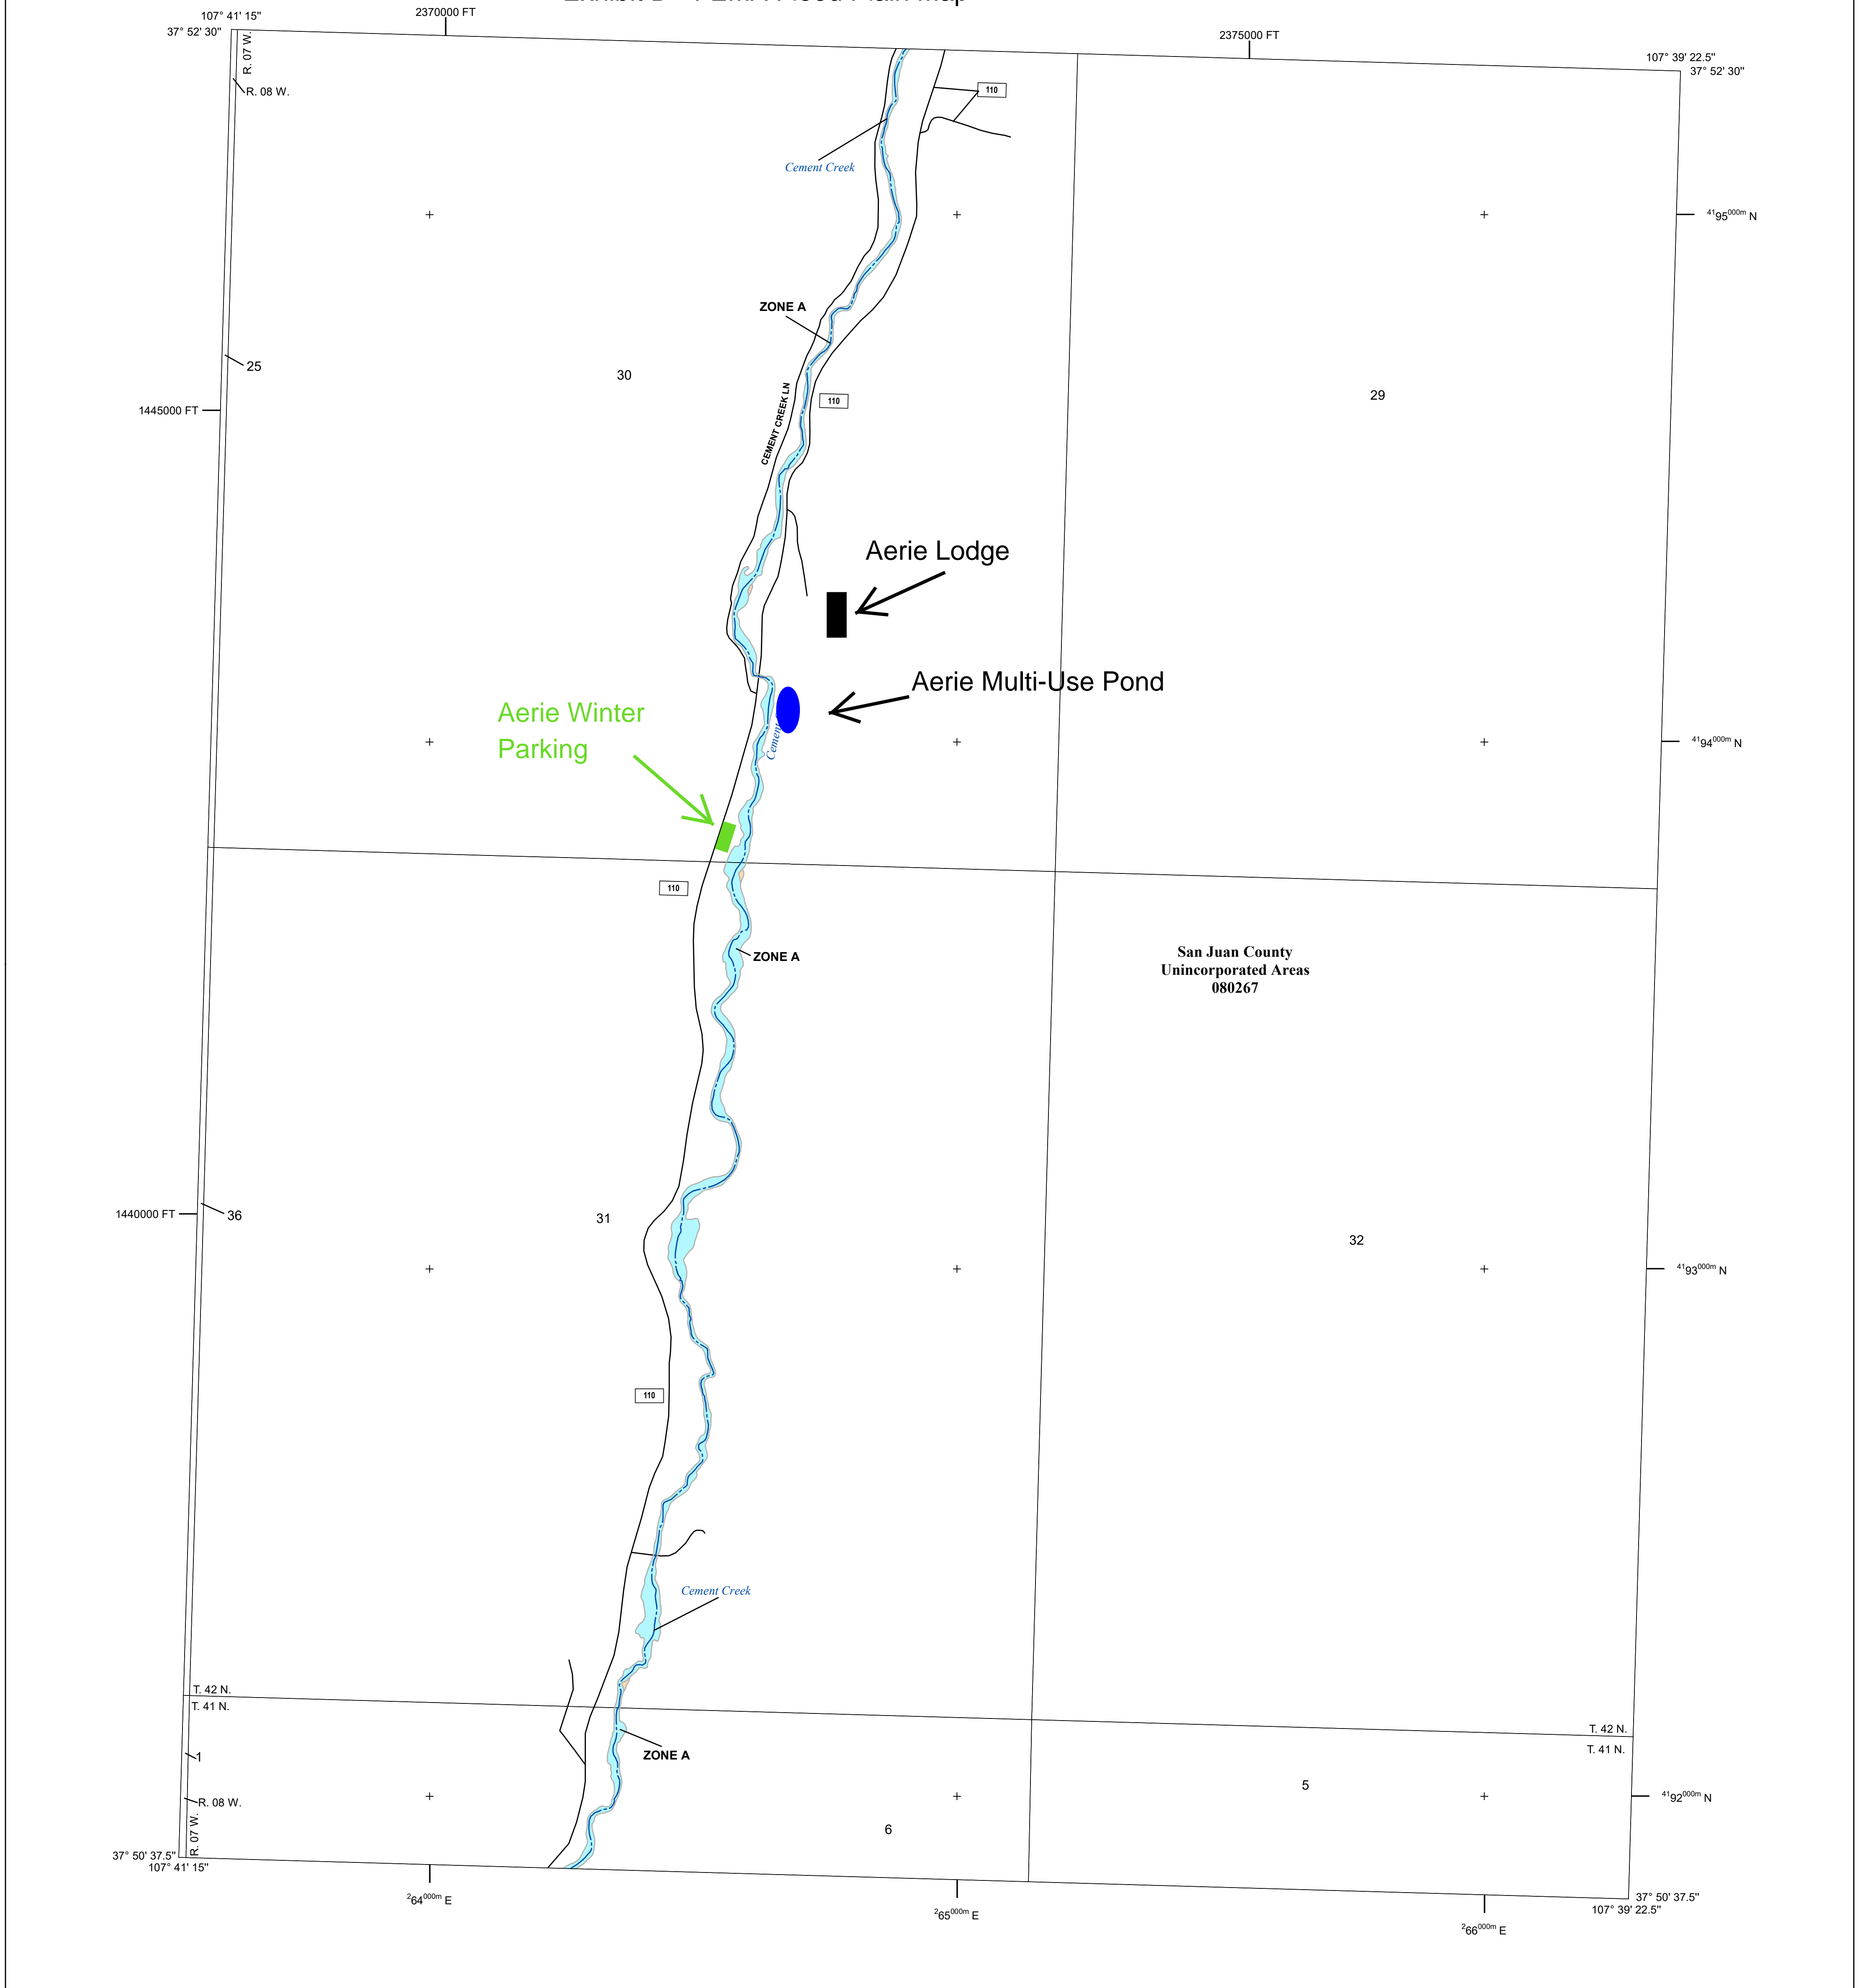 107° 41' 15"
2370000 FT
2375000 FT
37° 52' 30"
107° 39' 22.5"
37° 52' 30"
R. 07 W.
R. 08 W.
110
Cement Creek
4195000m N
ZONE A
25
30
29
CEMENT CREEK LN
110
1445000 FT
Aerie Lodge
Aerie Multi-Use Pond
Aerie Winter
Parking
Cement
4194000m N
110
ZONE A
San Juan County
Unincorporated Areas
080267
1440000 FT
36
31
32
4193000m N
110
Cement Creek
T. 42 N.
T. 41 N.
T. 42 N.
T. 41 N.
1
ZONE A
5
R. 08 W.
4192000m N
R. 07 W.
6
37° 50' 37.5"
107° 41' 15"
264000m E
265000m E
266000m E
37° 50' 37.5"
107° 39' 22.5"